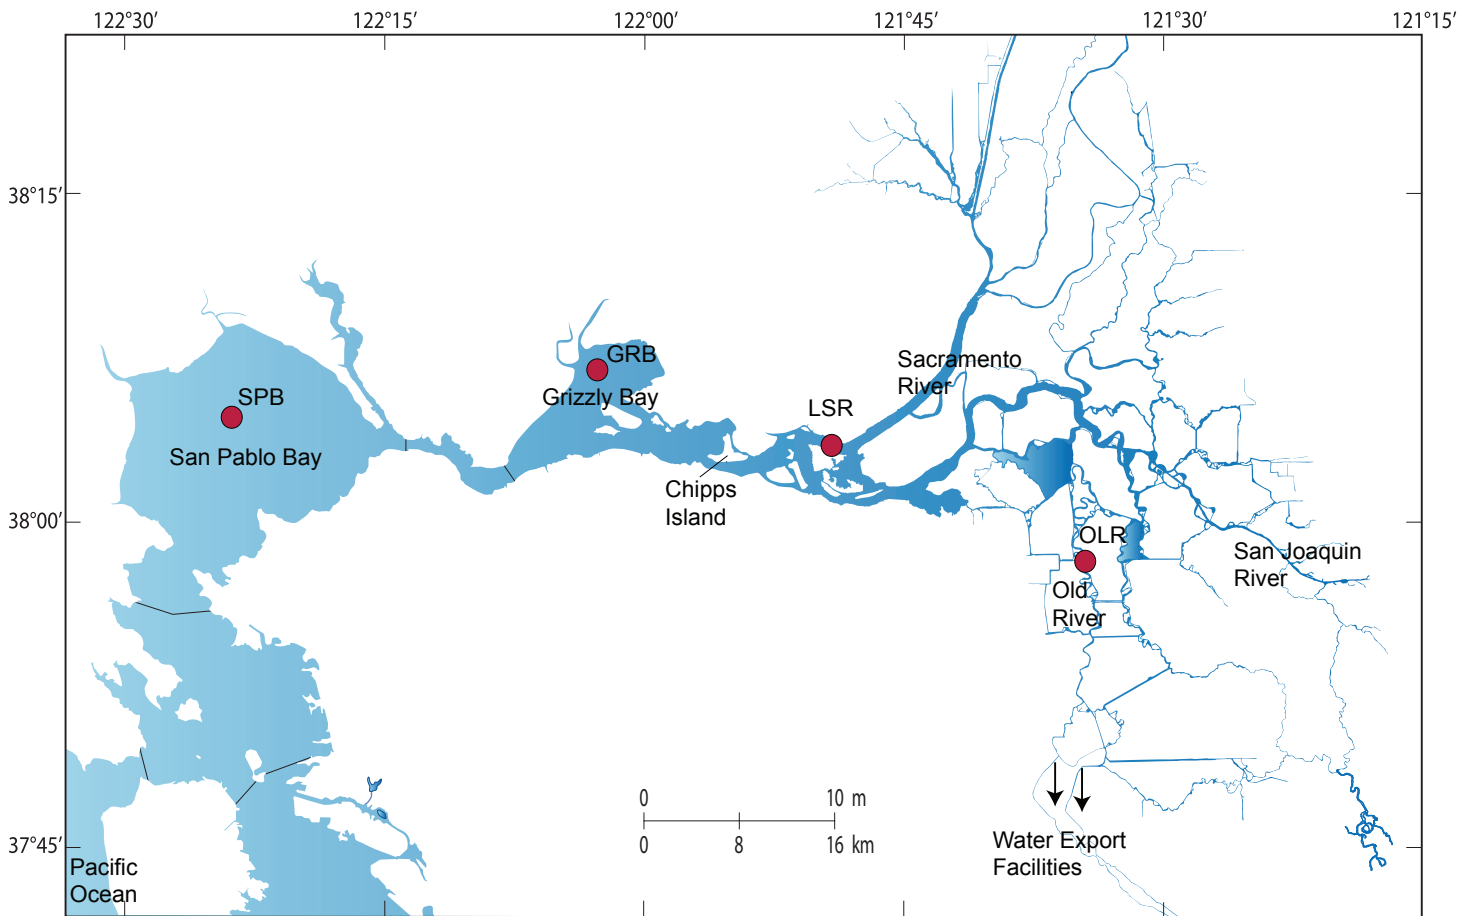 122°30′ 122°15′ 122°00′ 121°45′ 121°30′ 121°15′
38°15′
Sacramento
River
GRB
Grizzly Bay
SPB
LSR
San Pablo Bay
Chipps
Island
38°00′
OLR
San Joaquin
River
Old
River
0 10 m
0 8 16 km
Water Export
Facilities
37°45′
Pacific
Ocean